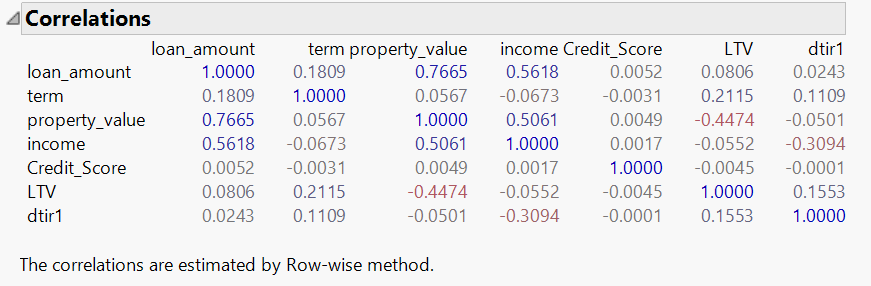 Correlations
loan_amount term property_value income Credit_Score LTV dtir1
loan_amount 1.0000 0.1809 0.7665 0.5618 0.0052 0.0806 0.0243
term 0.1809 1.0000 0.0567 -0.0673 -0.0031 0.2115 0.1109
property_value 0.7665 0.0567 1.0000 0.5061 0.0049 -0.4474 -0.0501
income 0.5618 -0.0673 0.5061 1.0000 0.0017 -0.0552 -0.3094
Credit_Score 0.0052 -0.0031 0.0049 0.0017 1.0000 -0.0045 -0.0001
LTV 0.0806 0.2115 -0.4474 -0.0552 -0.0045 1.0000 0.1553
dtir1 0.0243 0.1109 -0.0501 -0.3094 -0.0001 0.1553 1.0000
The correlations are estimated by Row-wise method.